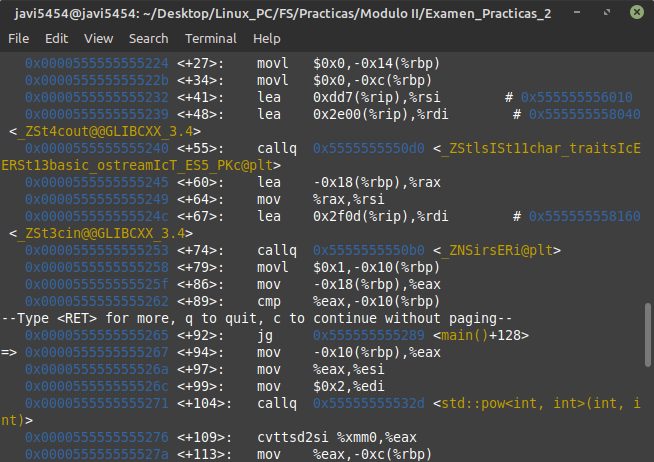 javi5454@javi5454: ~/Desktop/Linux_PC/FS/Practicas/Modulo II/Examen_Practicas_2
File Edit View Search Terminal Help
0x0000555555555224 <+27>: movl $0x0,-0x14(%rbp)
0x000055555555522b <+34>: movl $0x0,-0xc(%rbp)
0x0000555555555232 <+41>: lea 0xdd7(%rip),%rsi # 0x555555556010
0x0000555555555239 <+48>: lea 0x2e00(%rip),%rdi # 0x555555558040
<_ZSt4cout@@GLIBCXX_3.4>
0x0000555555555240 <+55>: callq 0x5555555550d0 <_ZStlsISt11char_traitsIcE
ERSt13basic_ostreamIcT_ES5_PKc@plt>
0x0000555555555245 <+60>: lea -0x18(%rbp),%rax
0x0000555555555249 <+64>: mov %rax,%rsi
0x000055555555524c <+67>: lea 0x2f0d(%rip),%rdi # 0x555555558160
<_ZSt3cin@@GLIBCXX_3.4>
0x0000555555555253 <+74>: callq 0x5555555550b0 <_ZNSirsERi@plt>
0x0000555555555258 <+79>: movl $0x1,-0x10(%rbp)
0x000055555555525f <+86>: mov -0x18(%rbp),%eax
0x0000555555555262 <+89>: cmp %eax,-0x10(%rbp)
--Type <RET> for more, q to quit, c to continue without paging--
0x0000555555555265 <+92>: jg 0x555555555289 <main()+128>
=> 0x0000555555555267 <+94>: mov -0x10(%rbp),%eax
0x000055555555526a <+97>: mov %eax,%esi
0x000055555555526c <+99>: mov $0x2,%edi
0x0000555555555271 <+104>: callq 0x55555555532d <std::pow<int, int>(int, i
nt)>
0x0000555555555276 <+109>: cvttsd2si %xmm0,%eax
0x000055555555527a <+113>: mov %eax,-0xc(%rbp)